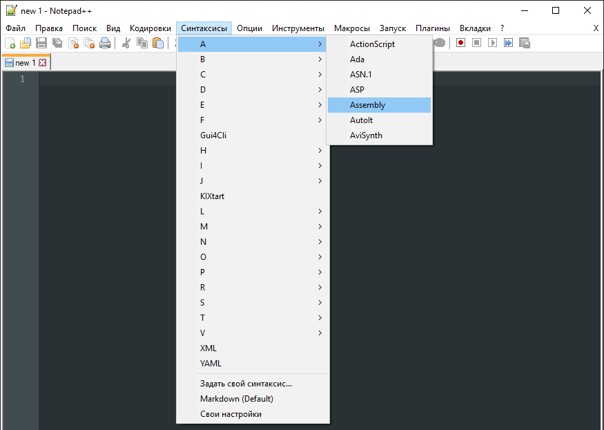 new 1 - Notepad++
Файл Правка Поиск Вид Кодировки Синтаксисы Опции Инструменты Макросы Запуск Плагины Вкладки ? X
new 1
1
A
B
C
D
E
F
Gui4Cli
H
I
J
KIXtart
L
M
N
O
P
R
S
T
V
XML
YAML
Задать свой синтаксис...
Markdown (Default)
Свои настройки
ActionScript
Ada
ASN.1
ASP
Assembly
AutoIt
AviSynth